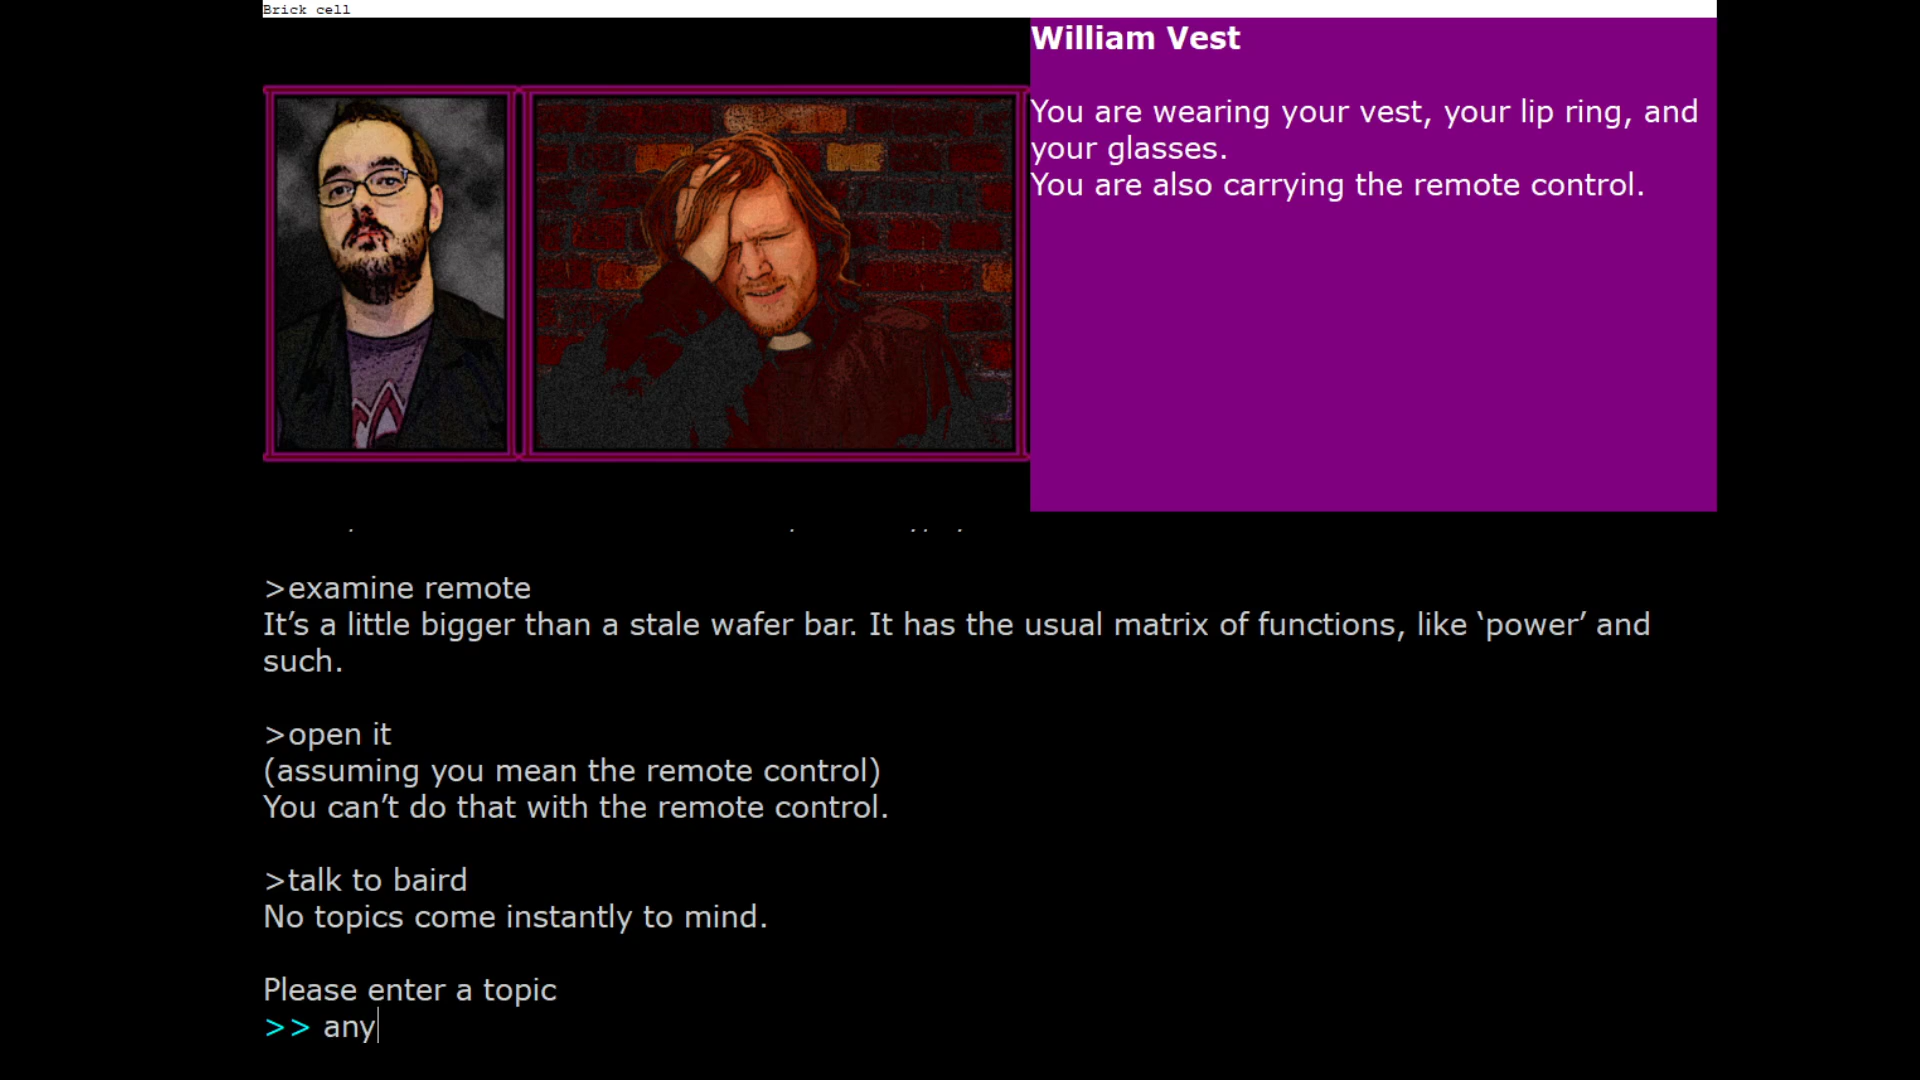 Brick cell
William Vest
You are wearing your vest, your lip ring, and
your glasses.
You are also carrying the remote control.
>examine remote
It’s a little bigger than a stale wafer bar. It has the usual matrix of functions, like ‘power’ and
such.
>open it
(assuming you mean the remote control)
You can’t do that with the remote control.
>talk to baird
No topics come instantly to mind.
Please enter a topic
>> any